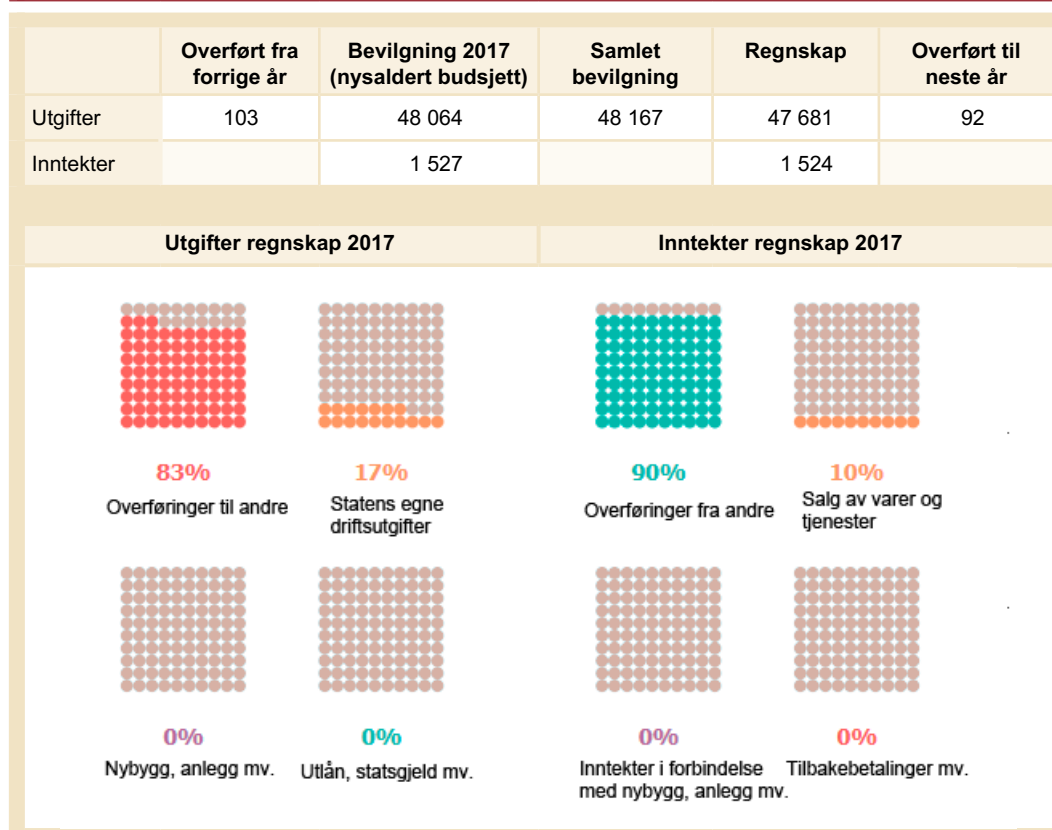 Overført fra forrige år Bevilgning 2017 (nysaldert budsjett) Samlet bevilgning Regnskap Overført til neste år
Utgifter 103 48 064 48 167 47 681 92
Inntekter 1 527 1 524
Utgifter regnskap 2017 Inntekter regnskap 2017
83% 17% 90% 10%
Overføringer til andre
Statens egne
driftsutgifter
Overføringer fra andre
Salg av varer og
tjenester
0% 0% 0% 0%
Nybygg, anlegg mv.
Utlån, statsgjeld mv.
Inntekter i forbindelse
med nybygg, anlegg mv.
Tilbakebetalinger mv.